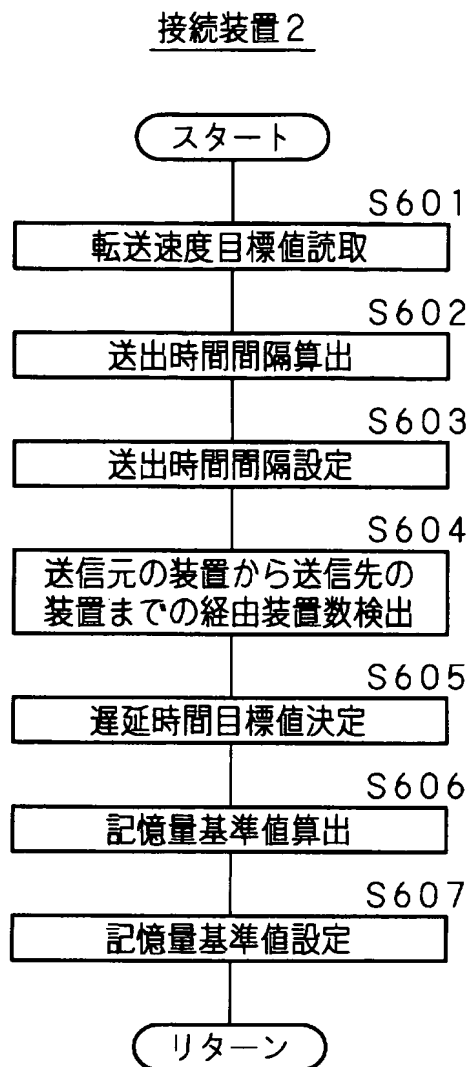 接続装置2
スタート
S601
転送速度目標値読取
S602
送出時間間隔算出
S603
送出時間間隔設定
S604
送信元の装置から送信先の
装置までの経由装置数検出
S605
遅延時間目標値決定
S606
記憶量基準値算出
S607
記憶量基準値設定
リターン